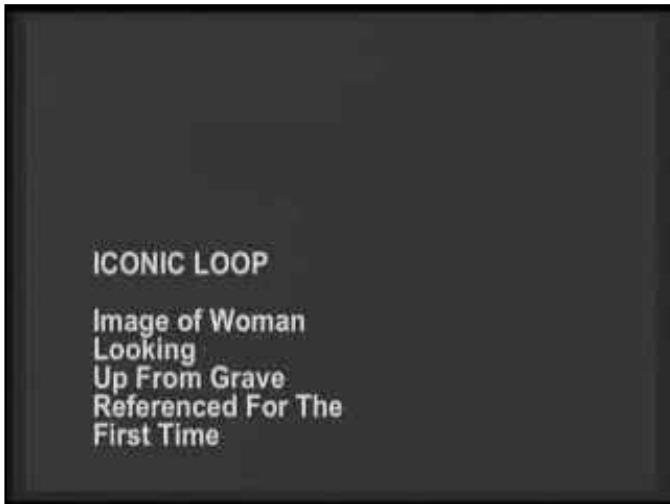 ICONIC LOOP
Image of Woman
Looking
Up From Grave
Referenced For The
First Time